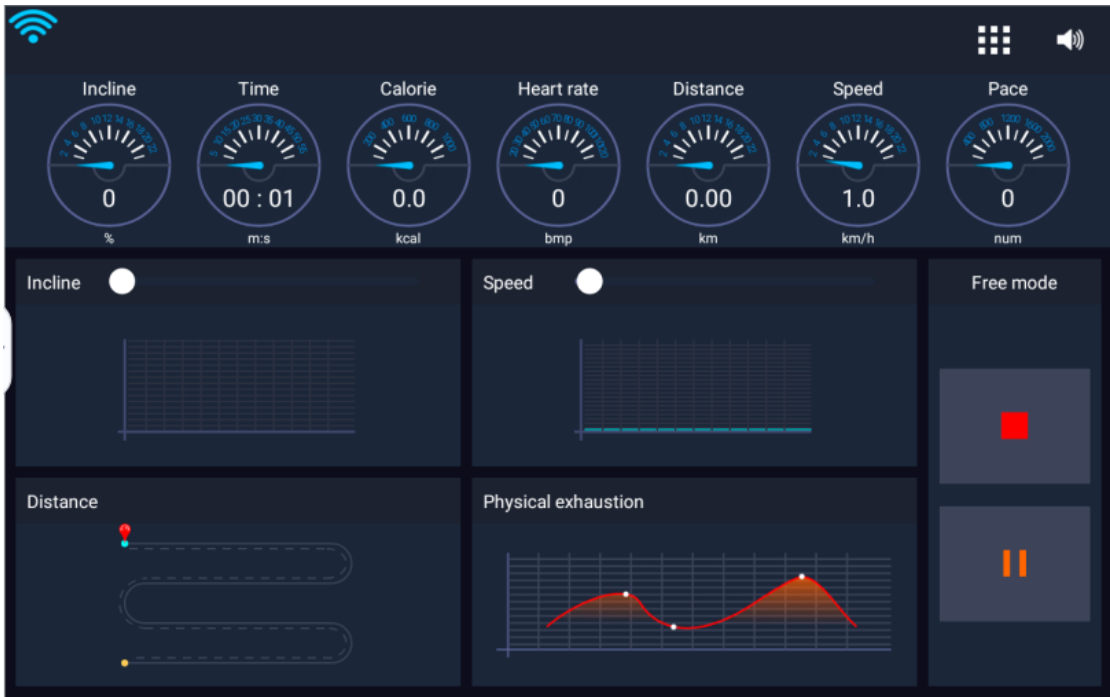 Incline Time Calorie Heart rate Distance Speed Pace
0 00 : 01 0.0 0 0.00 1.0 0
% m:s kcal bmp km km/h num
Incline Speed Free mode
Distance Physical exhaustion